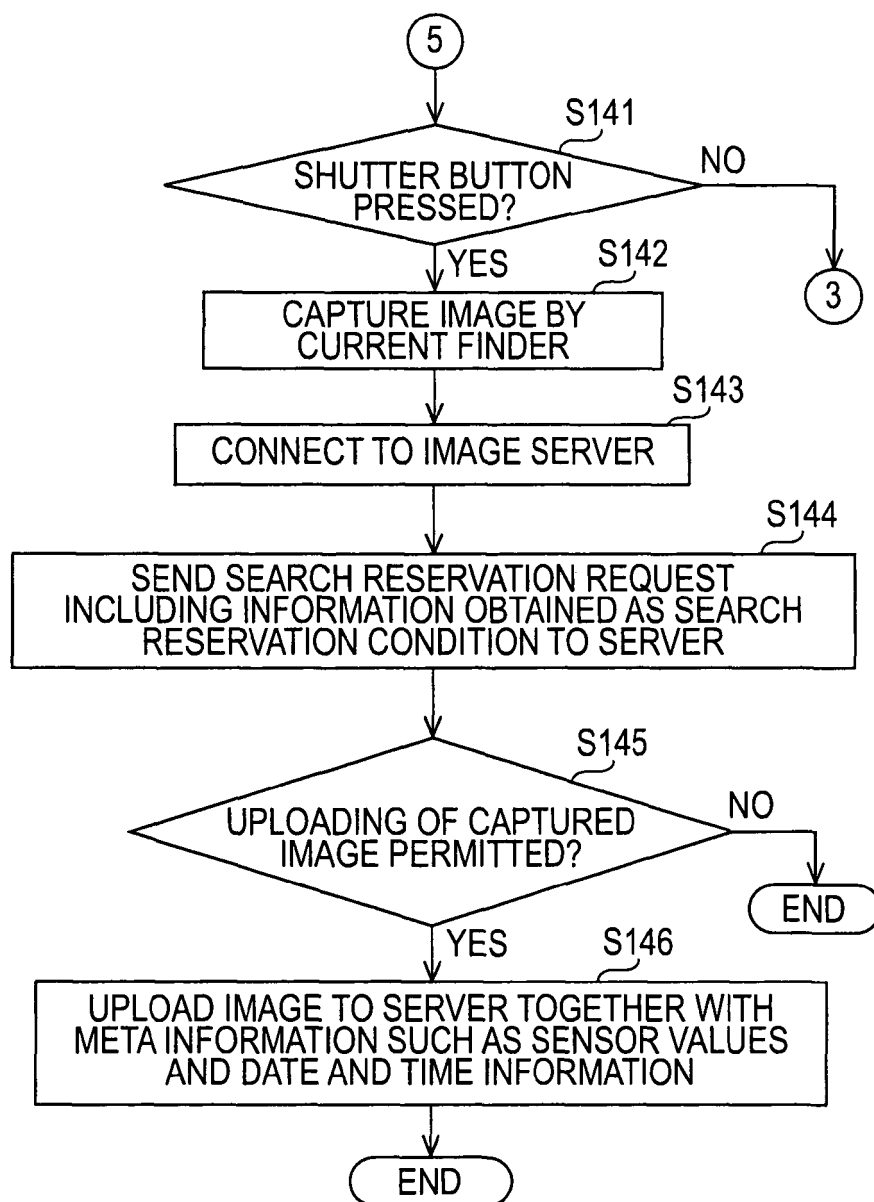 5
S141
SHUTTER BUTTON
PRESSED?
NO
YES
3
S142
CAPTURE IMAGE BY
CURRENT FINDER
S143
CONNECT TO IMAGE SERVER
S144
SEND SEARCH RESERVATION REQUEST
INCLUDING INFORMATION OBTAINED AS SEARCH
RESERVATION CONDITION TO SERVER
S145
UPLOADING OF CAPTURED
IMAGE PERMITTED?
NO
END
YES
S146
UPLOAD IMAGE TO SERVER TOGETHER WITH
META INFORMATION SUCH AS SENSOR VALUES
AND DATE AND TIME INFORMATION
END